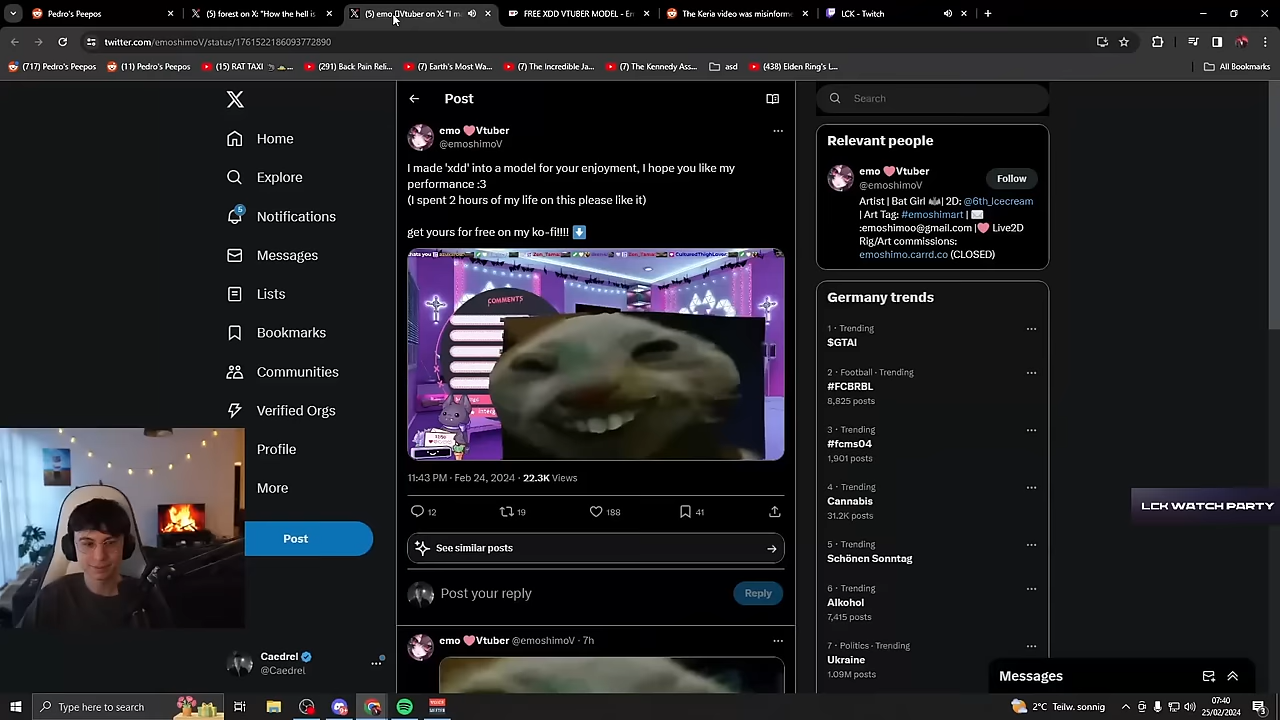 (717) Pedro's Peepos
(5) forest on X: "How the hell is
(5) emo
Vtuber on X: "I m
FREE XDD VTUBER MODEL - E
The Keria video was misinform
LCK - Twitch
twitter.com/emoshimoV/status/1761522186093772890
(717) Pedro's Peepos
(11) Pedro's Peepos
(15) RAT TAXI
(291) Back Pain Reli...
(7) Earth's Most Wa...
(7) The Incredible Ja...
(7) The Kennedy Ass...
asd
(438) Elden Ring's L...
All Bookmarks
Home
Explore
5
Notifications
Messages
Lists
Bookmarks
Communities
Verified Orgs
Profile
More
Post
Caedrel
@Caedrel
Post
emo 🩷Vtuber
@emoshimoV
I made 'xdd' into a model for your enjoyment, I hope you like my
performance :3
(I spent 2 hours of my life on this please like it)
get yours for free on my ko-fi!!!! ⬇️
Zen_Tamai
CulturedThighLover
COMMENTS
11:43 PM · Feb 24, 2024 · 22.3K Views
12
19
188
41
See similar posts
Post your reply
Reply
emo 🩷Vtuber @emoshimoV · 7h
Search
Relevant people
emo 🩷Vtuber
@emoshimoV
Follow
Artist | Bat Girl 🦇| 2D: @6th_Icecream
| Art Tag: #emoshimart | ✉️
:emoshimoo@gmail.com |🩷 Live2D
Rig/Art commissions:
emoshimo.carrd.co (CLOSED)
Germany trends
1 · Trending
$GTAI
2 · Football · Trending
#FCBRBL
8,825 posts
3 · Trending
#fcms04
1,901 posts
4 · Trending
Cannabis
31.2K posts
5 · Trending
Schönen Sonntag
6 · Trending
Alkohol
7,415 posts
7 · Politics · Trending
Ukraine
1.09M posts
LCK WATCH PARTY
Messages
Type here to search
2°C Teilw. sonnig
07:40
25/02/2024